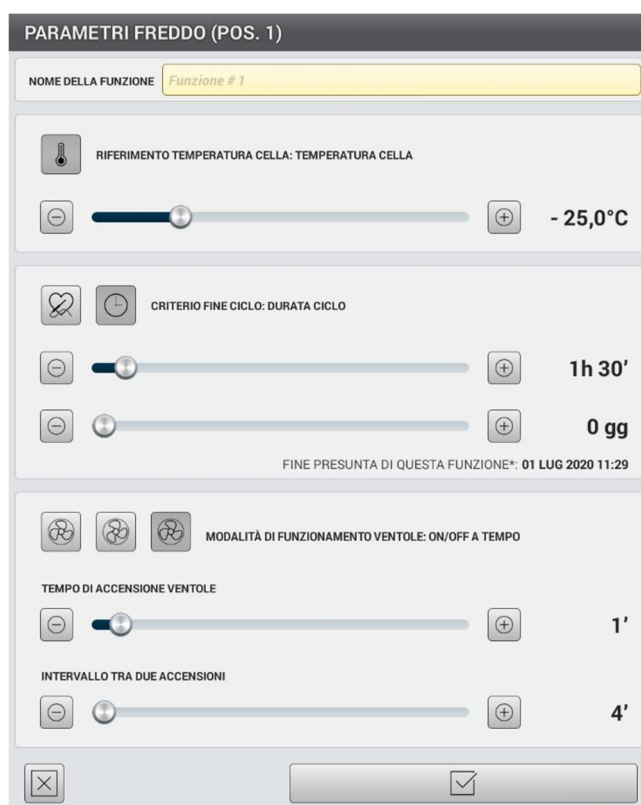 PARAMETRI FREDDO (POS. 1)
NOME DELLA FUNZIONE Funzione # 1
RIFERIMENTO TEMPERATURA CELLA: TEMPERATURA CELLA
- 25,0°C
CRITERIO FINE CICLO: DURATA CICLO
1h 30’
0 gg
FINE PRESUNTA DI QUESTA FUNZIONE*: 01 LUG 2020 11:29
MODALITÀ DI FUNZIONAMENTO VENTOLE: ON/OFF A TEMPO
TEMPO DI ACCENSIONE VENTOLE
1’
INTERVALLO TRA DUE ACCENSIONI
4’